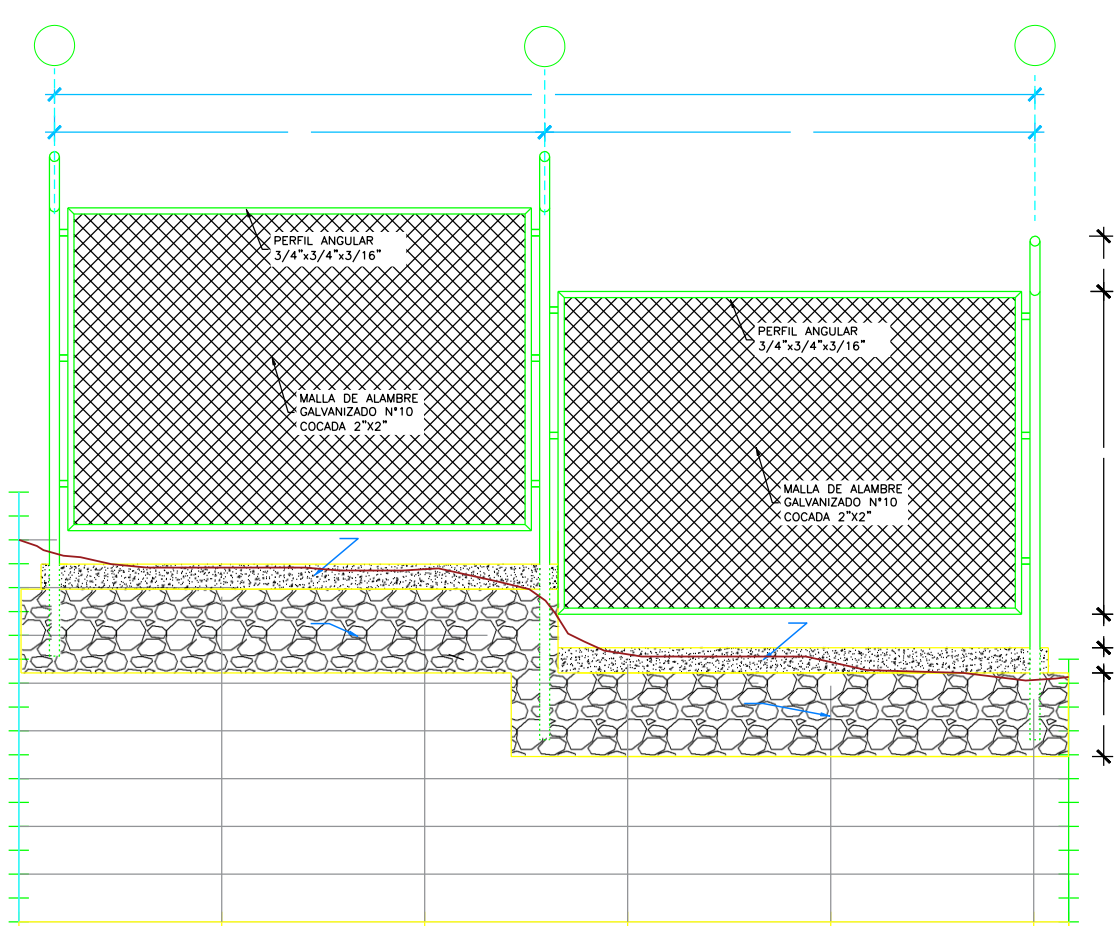 PERFIL ANGULAR
3/4"x3/4"x3/16"
MALLA DE ALAMBRE
GALVANIZADO N°10
COCADA 2"X2"
PERFIL ANGULAR
3/4"x3/4"x3/16"
MALLA DE ALAMBRE
GALVANIZADO N°10
COCADA 2"X2"